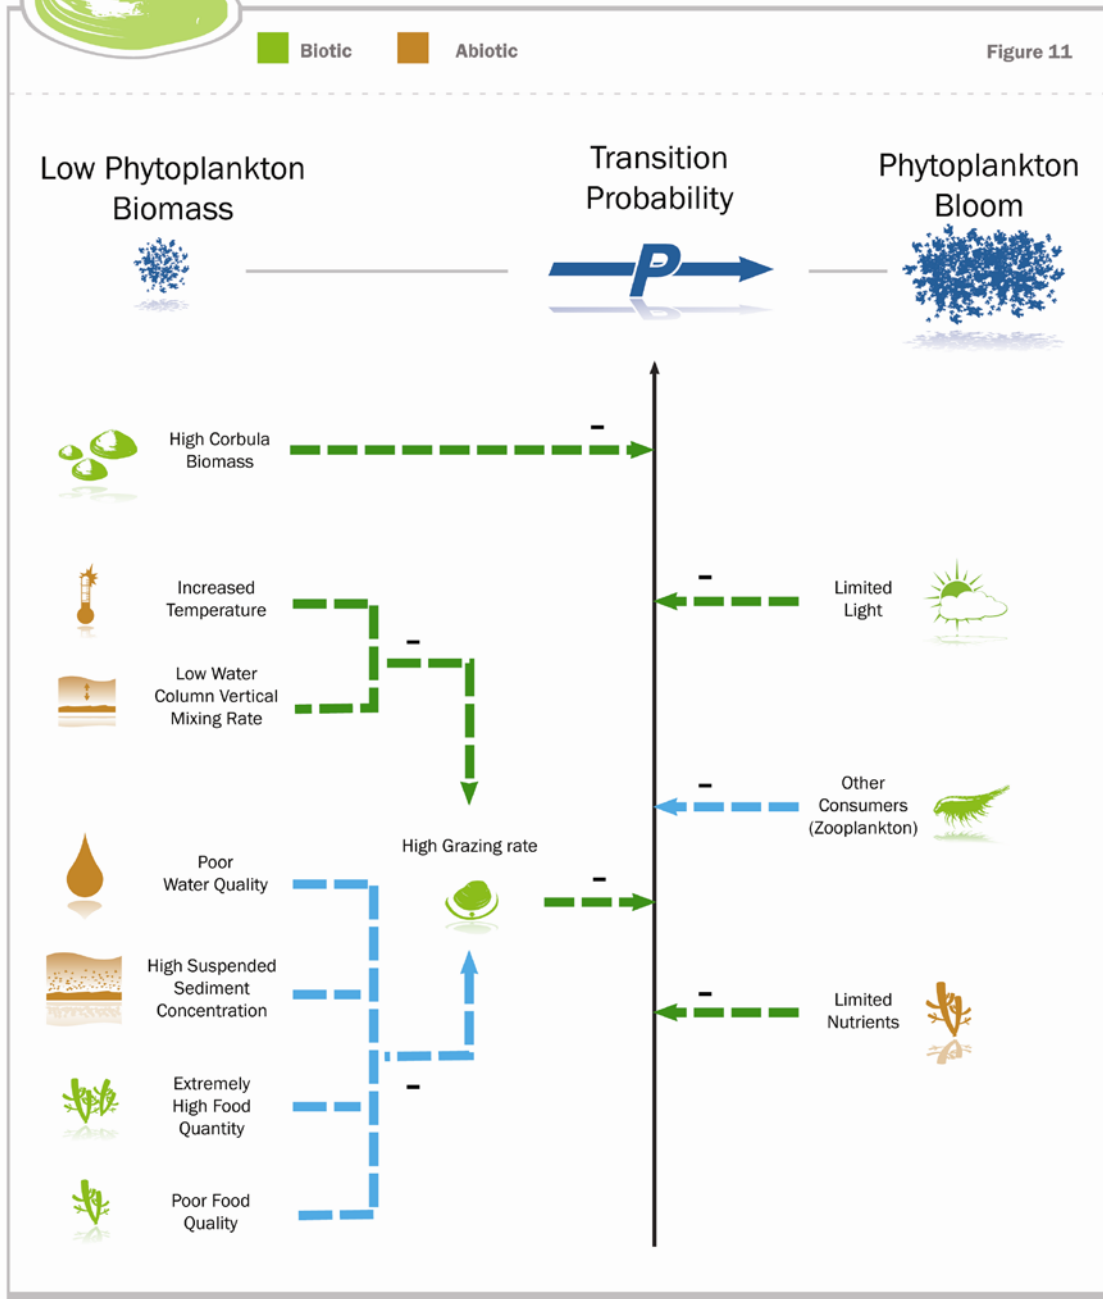 Biotic
Abiotic
Figure 11
Low Phytoplankton
Biomass
Transition
Probability
Phytoplankton
Bloom
P
High Corbula
Biomass
–
Increased
Temperature
–
Low Water
Column Vertical
Mixing Rate
–
Limited
Light
–
Other
Consumers
(Zooplankton)
High Grazing rate
–
Poor
Water Quality
High Suspended
Sediment
Concentration
–
Limited
Nutrients
–
Extremely
High Food
Quantity
Poor Food
Quality